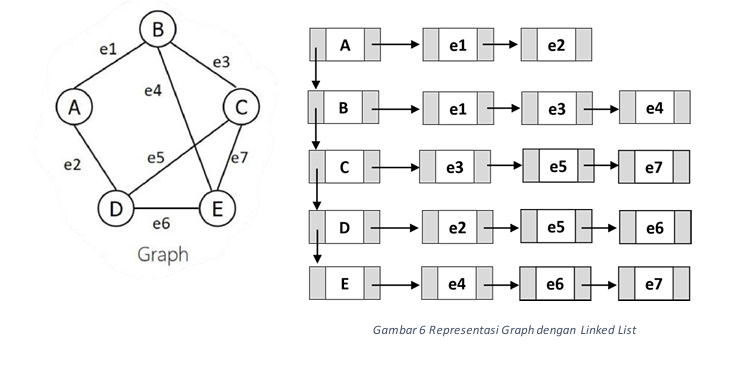 B
e1
e3
e4
A
C
e2
e5
e7
D
E
e6
Graph
A e1 e2
B e1 e3 e4
C e3 e5 e7
D e2 e5 e6
E e4 e6 e7
Gambar 6 Representasi Graph dengan Linked List